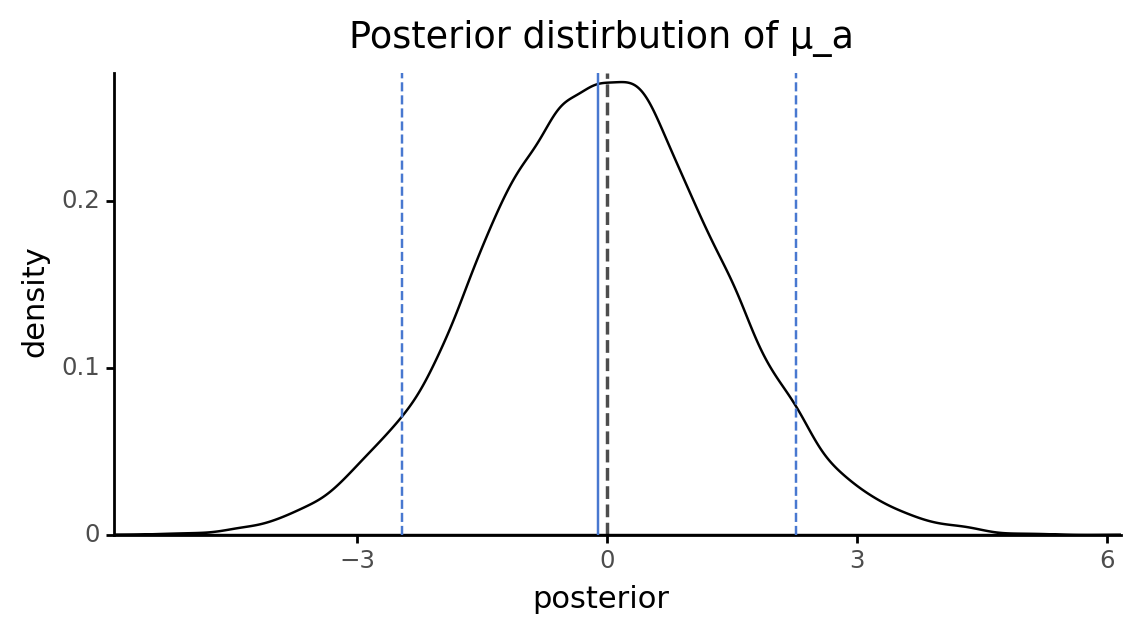 Posterior distirbution of μ_a
density
0.2
0.1
0
−3
0
3
6
posterior